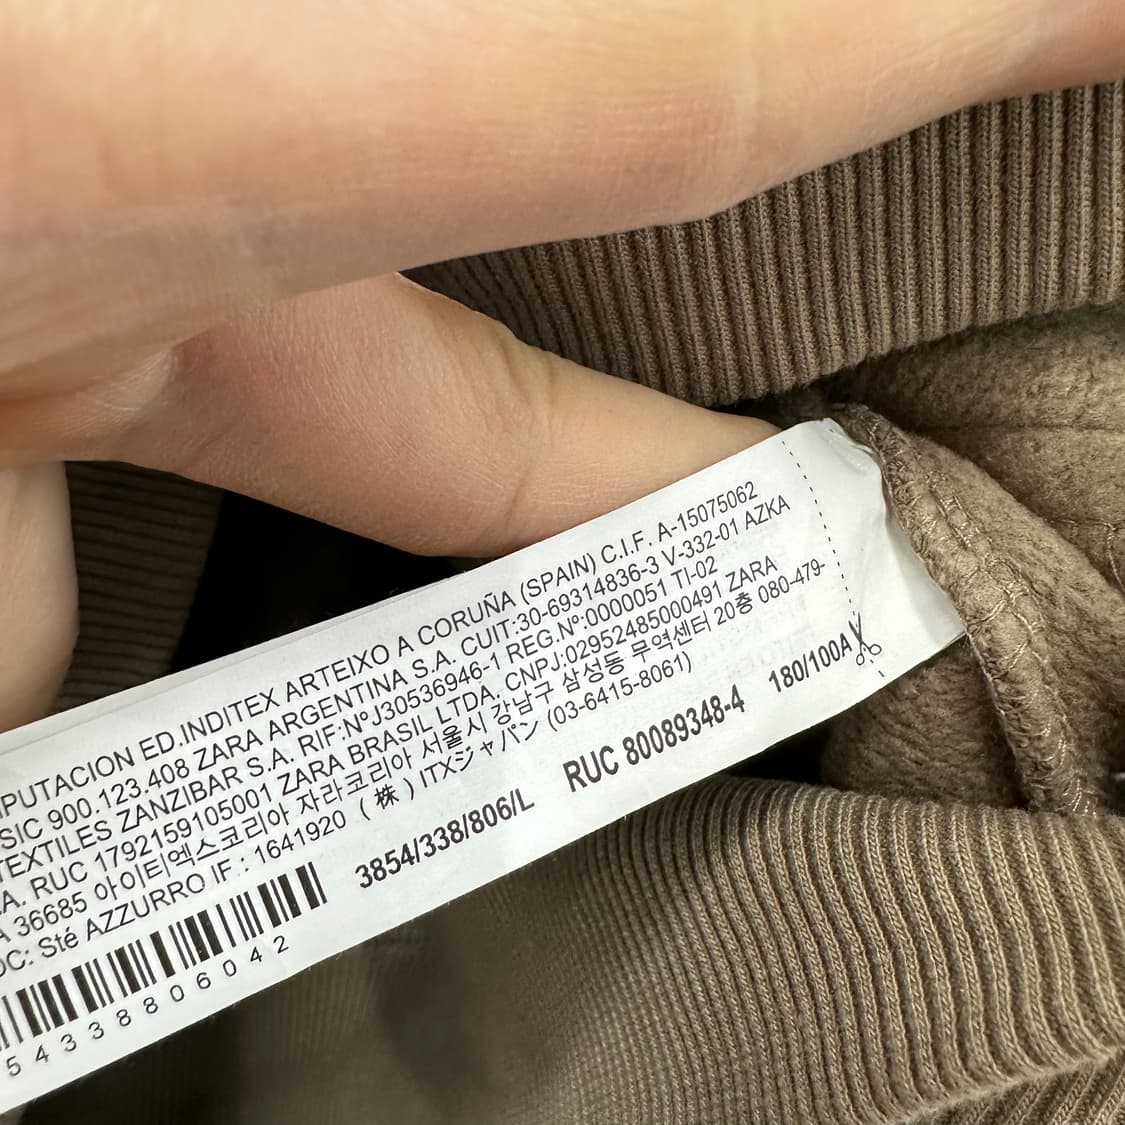 PUTACION ED.INDITEX ARTEIXO A CORUÑA (SPAIN) C.I.F. A-15075062
SIC 900.123.408 ZARA ARGENTINA S.A. CUIT:30-69314836-3 V-332-01 AZKA
TEXTILES ZANZIBAR S.A. RIF:NºJ30536946-1 REG.Nº:0000051 TI-02
A. RUC 1792159105001 ZARA BRASIL LTDA. CNPJ:02952485000491 ZARA
A 36685 아이티엑스코리아 자라코리아 서울시 강남구 삼성동 무역센터 20층 080-479-
OC: Sté AZZURRO IF : 1641920 (株) ITXジャパン (03-6415-8061)
3854/338/806/L RUC 80089348-4 180/100A
5433806042